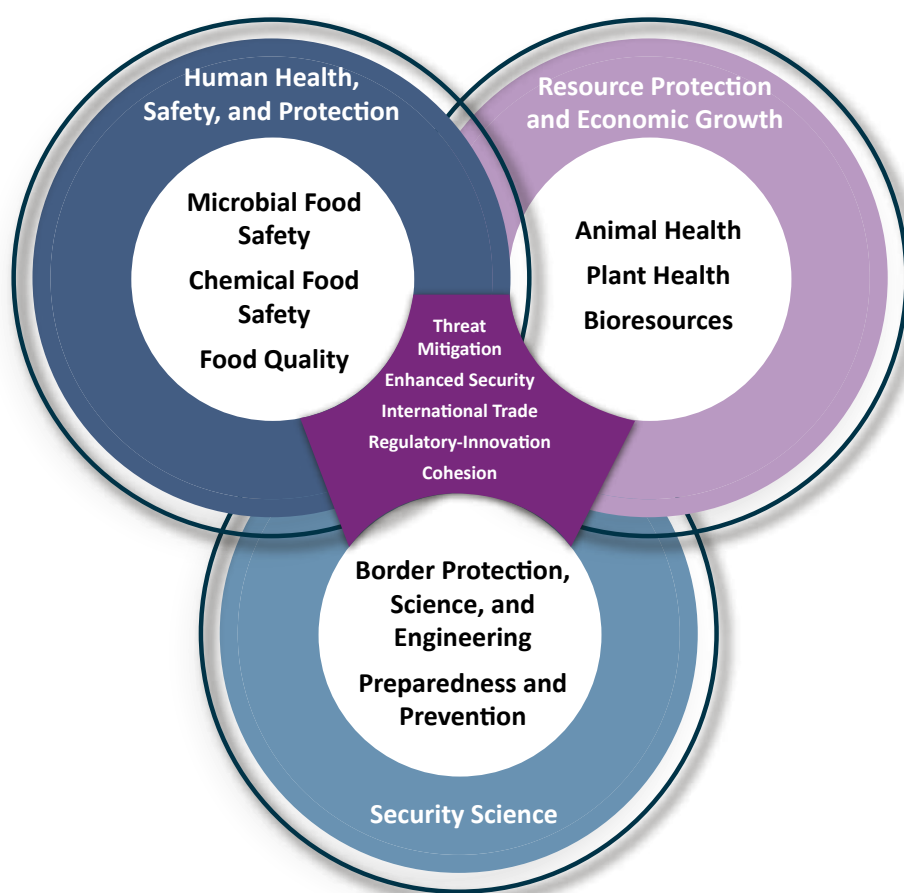 Human Health,
Safety, and Protection
Microbial Food
Safety
Chemical Food
Safety
Food Quality
Resource Protection
and Economic Growth
Animal Health
Plant Health
Bioresources
Threat
Mitigation
Enhanced Security
International Trade
Regulatory-Innovation
Cohesion
Border Protection,
Science, and
Engineering
Preparedness and
Prevention
Security Science